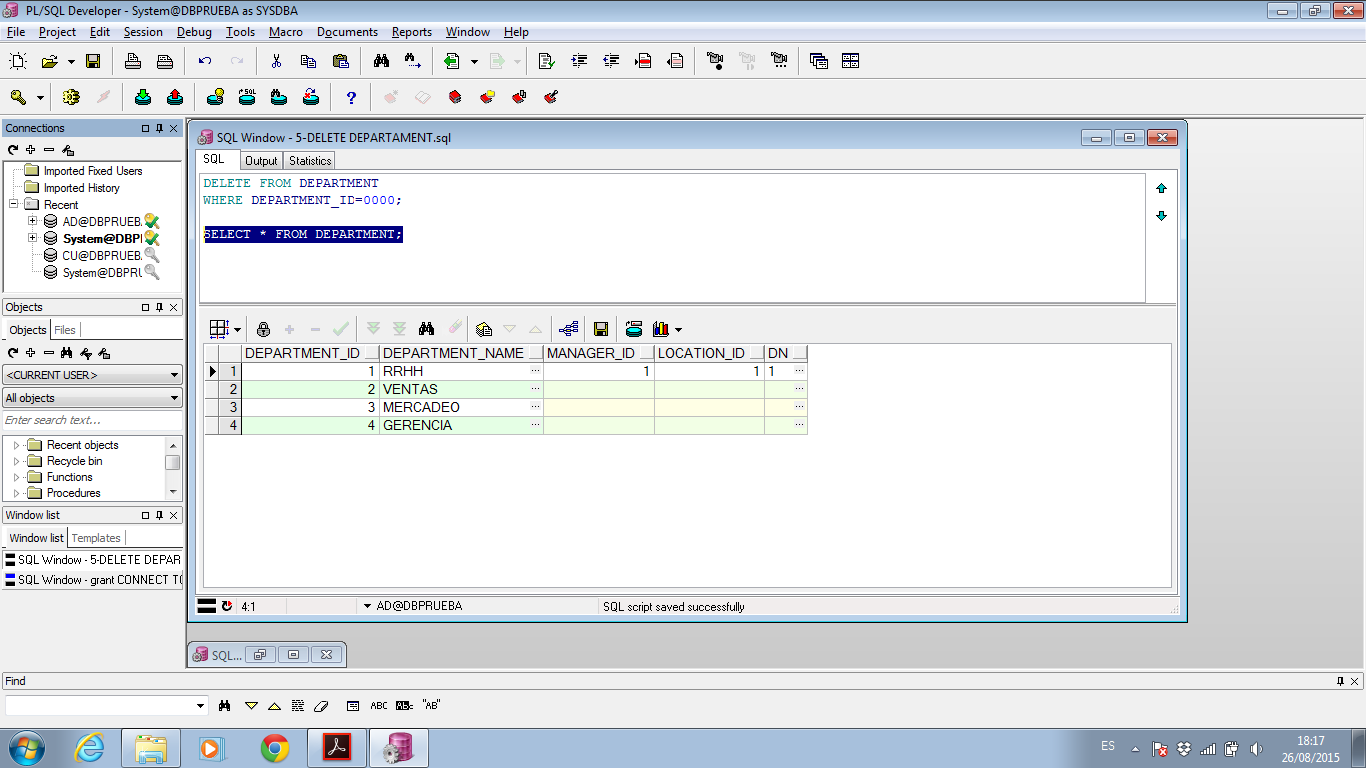 PL/SQL Developer - System@DBPRUEBA as SYSDBA
File Project Edit Session Debug Tools Macro Documents Reports Window Help
SQL
?
Connections
Imported Fixed Users
Imported History
Recent
AD@DBPRUEB
System@DBP
CU@DBPRUEB
System@DBPRU
Objects
Objects Files
<CURRENT USER>
All objects
Enter search text...
Recent objects
Recycle bin
Functions
Procedures
Window list
Window list Templates
SQL Window - 5-DELETE DEPAR
SQL Window - grant CONNECT TO
SQL Window - 5-DELETE DEPARTAMENT.sql
SQL Output Statistics
DELETE FROM DEPARTMENT
WHERE DEPARTMENT_ID=0000;
SELECT * FROM DEPARTMENT;
DEPARTMENT_ID DEPARTMENT_NAME MANAGER_ID LOCATION_ID DN
1 1 RRHH ... 1 1 1 ...
2 2 VENTAS ... ...
3 3 MERCADEO ... ...
4 4 GERENCIA ... ...
4:1 AD@DBPRUEBA SQL script saved successfully
SQL...
Find
ABC "AB"
ES
18:17
26/08/2015